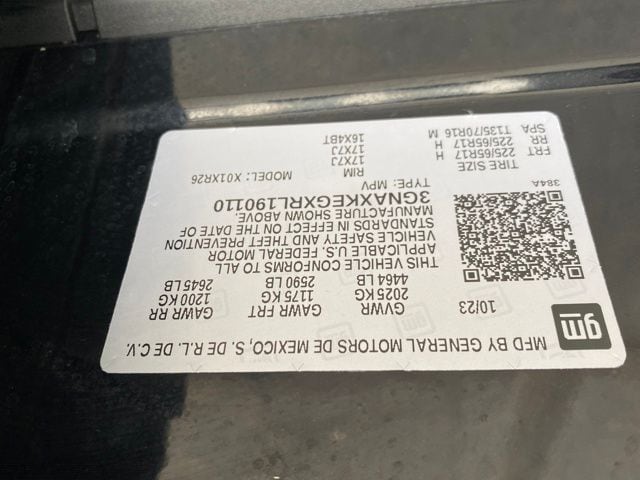 MFD BY GENERAL MOTORS DE MEXICO, S. DE R.L. DE C.V.
gm
10/23 GVWR GAWR FRT GAWR RR
2025 KG 1175 KG 1200 KG
4464 LB 2590 LB 2645 LB
THIS VEHICLE CONFORMS TO ALL
APPLICABLE U.S. FEDERAL MOTOR
VEHICLE SAFETY AND THEFT PREVENTION
STANDARDS IN EFFECT ON THE DATE OF
MANUFACTURE SHOWN ABOVE.
3GNAXKEGXRL190110
TYPE: MPV MODEL: X01XR26
384A
TIRE SIZE RIM
FRT 225/65R17 H 17X7J
RR 225/65R17 H 17X7J
SPA T135/70R16 M 16X4BT